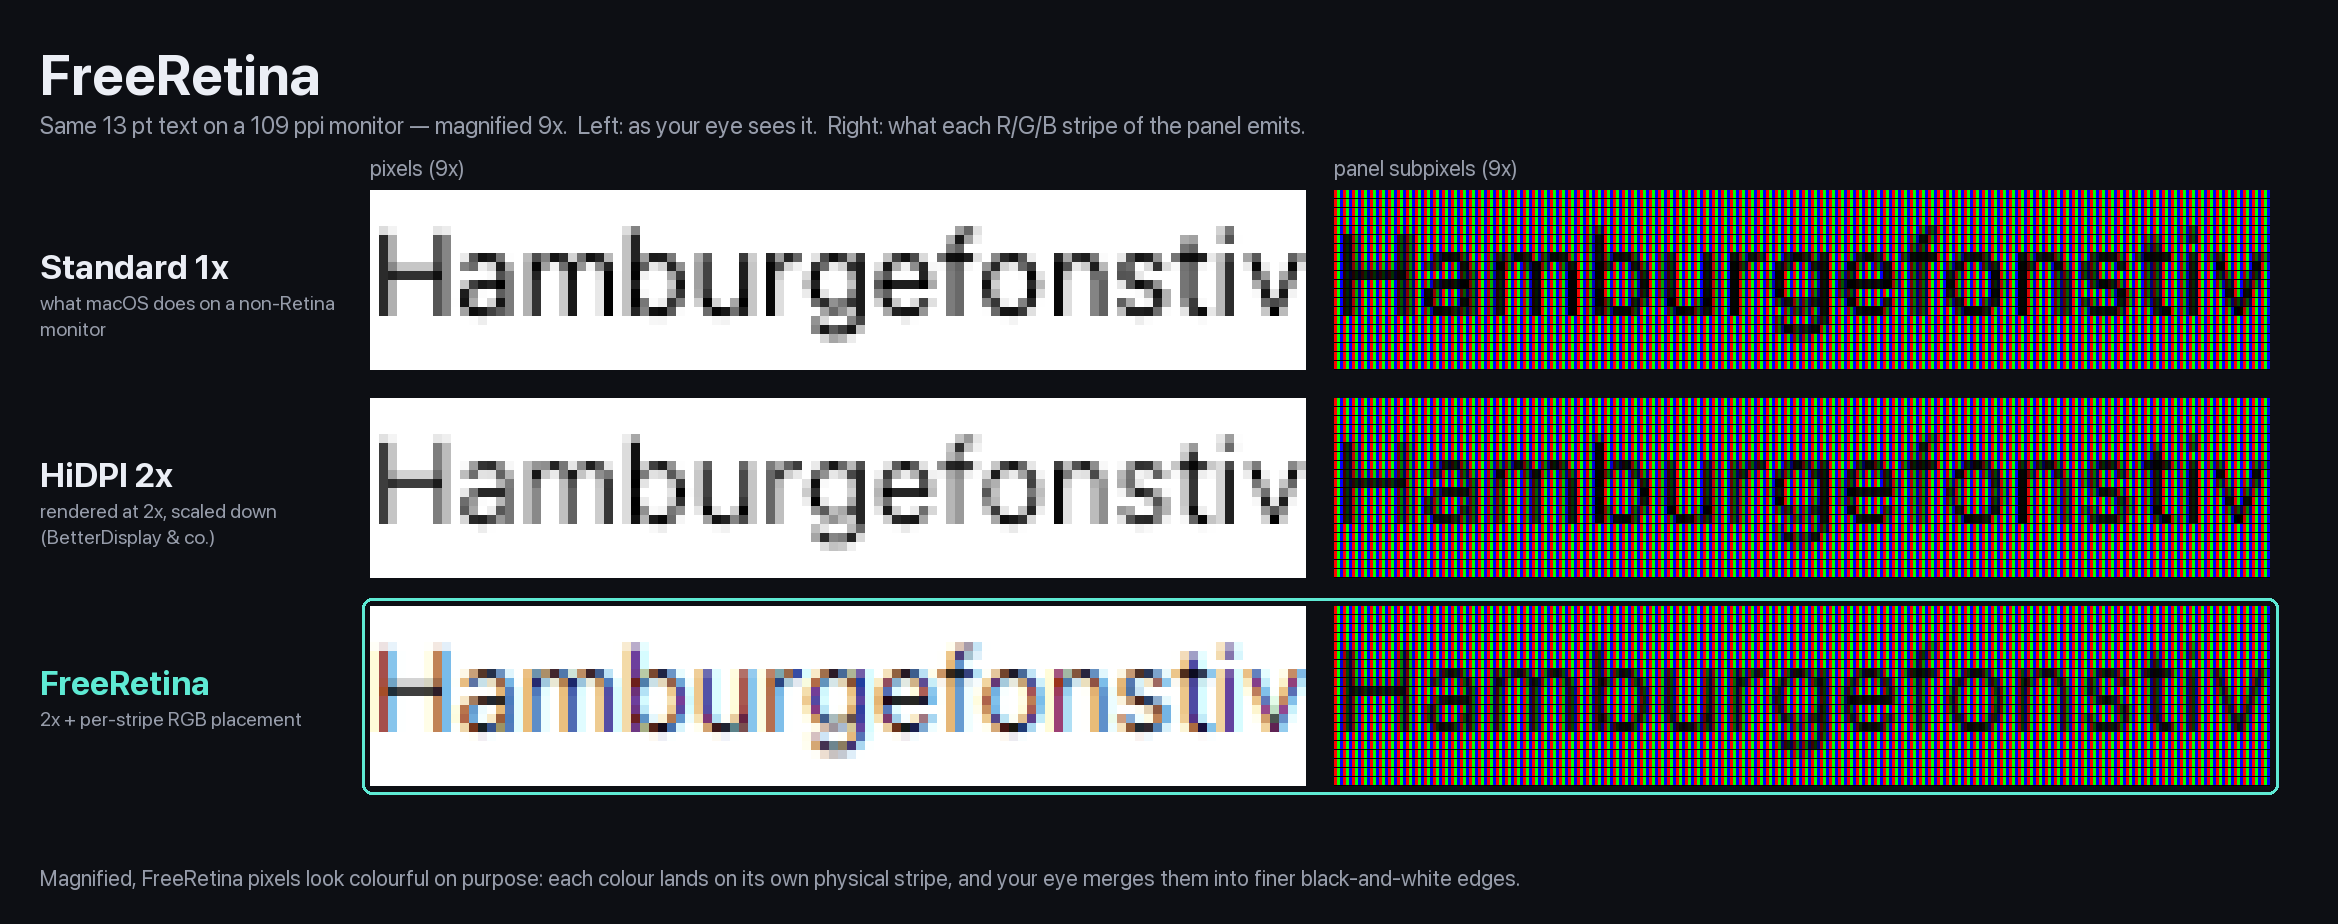 FreeRetina
Same 13 pt text on a 109 ppi monitor — magnified 9x.  Left: as your eye sees it.  Right: what each R/G/B stripe of the panel emits.
pixels (9x)
panel subpixels (9x)
Standard 1x
what macOS does on a non-Retina
monitor
Hamburgefonstiv
Hamburgefonstiv
HiDPI 2x
rendered at 2x, scaled down
(BetterDisplay & co.)
Hamburgefonstiv
Hamburgefonstiv
FreeRetina
2x + per-stripe RGB placement
Hamburgefonstiv
Hamburgefonstiv
Magnified, FreeRetina pixels look colourful on purpose: each colour lands on its own physical stripe, and your eye merges them into finer black-and-white edges.